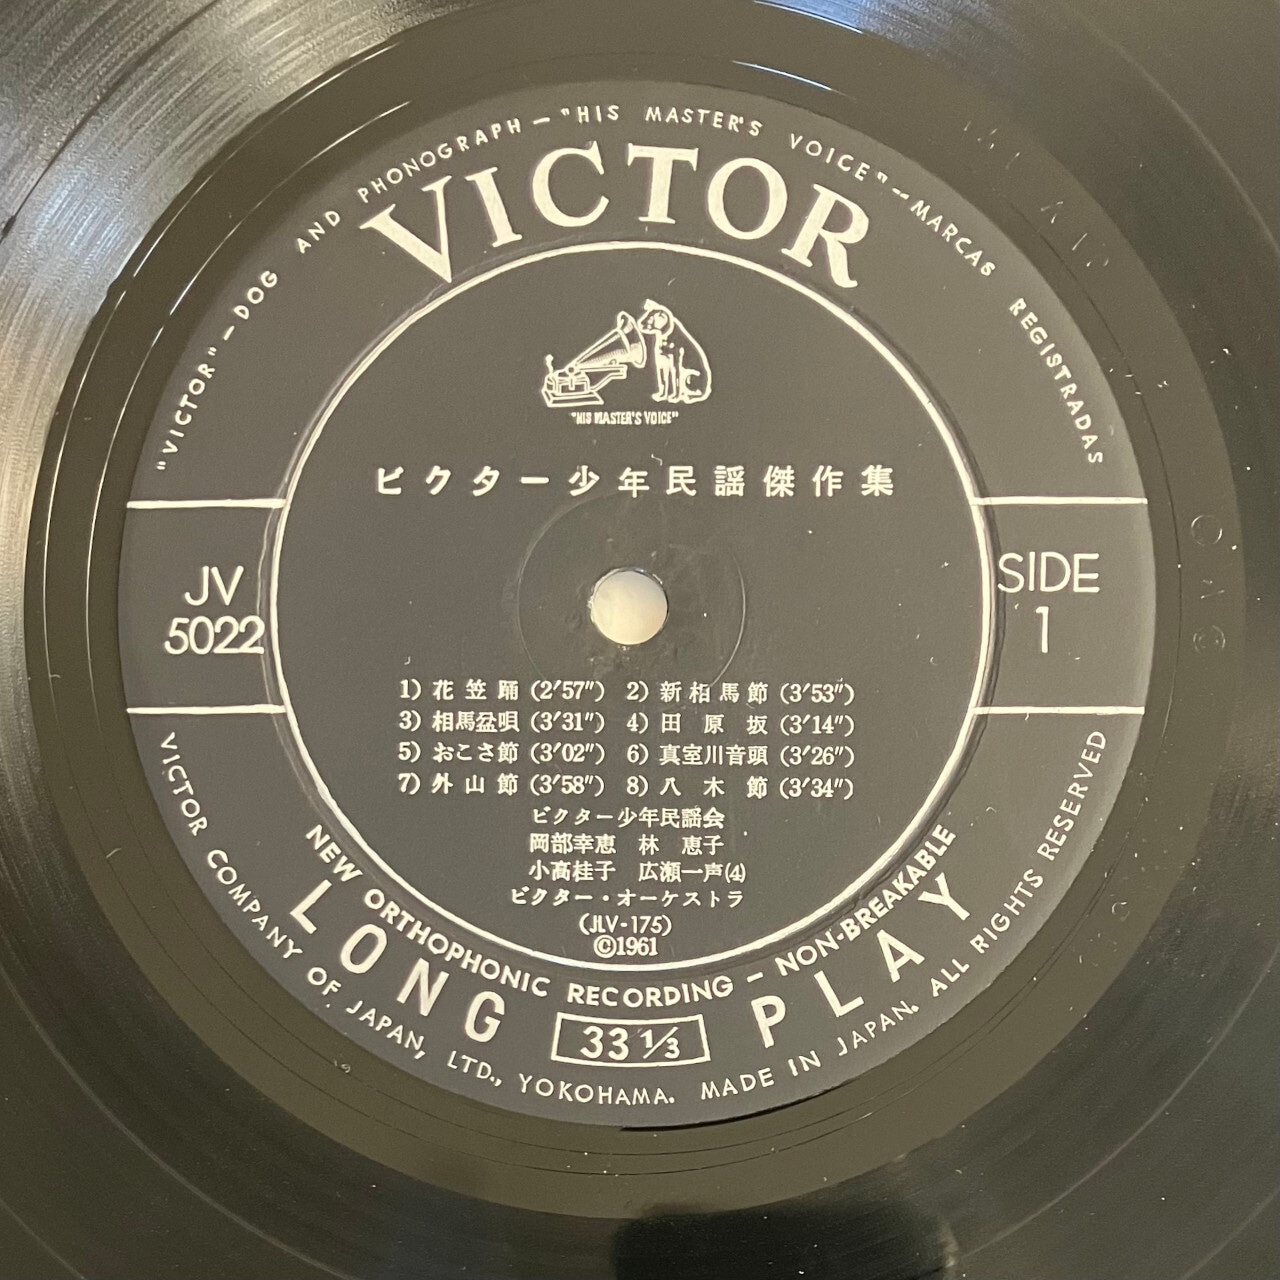 "VICTOR" – DOG AND PHONOGRAPH – "HIS MASTER'S VOICE" – MARCAS REGISTRADAS
VICTOR
"HIS MASTER'S VOICE"
ビクター少年民謡傑作集
JV
5022
SIDE
1
1) 花笠踊 (2′57″) 2) 新相馬節 (3′53″)
3) 相馬盆唄 (3′31″) 4) 田原坂 (3′14″)
5) おこさ節 (3′02″) 6) 真室川音頭 (3′26″)
7) 外山節 (3′58″) 8) 八木節 (3′34″)
ビクター少年民謡会
岡部幸恵 林 恵子
小高桂子 広瀬一声(4)
ビクター・オーケストラ
(JLV-175)
©1961
NEW ORTHOPHONIC RECORDING – NON-BREAKABLE
LONG PLAY
33 1/3
VICTOR COMPANY OF JAPAN, LTD., YOKOHAMA. MADE IN JAPAN. ALL RIGHTS RESERVED